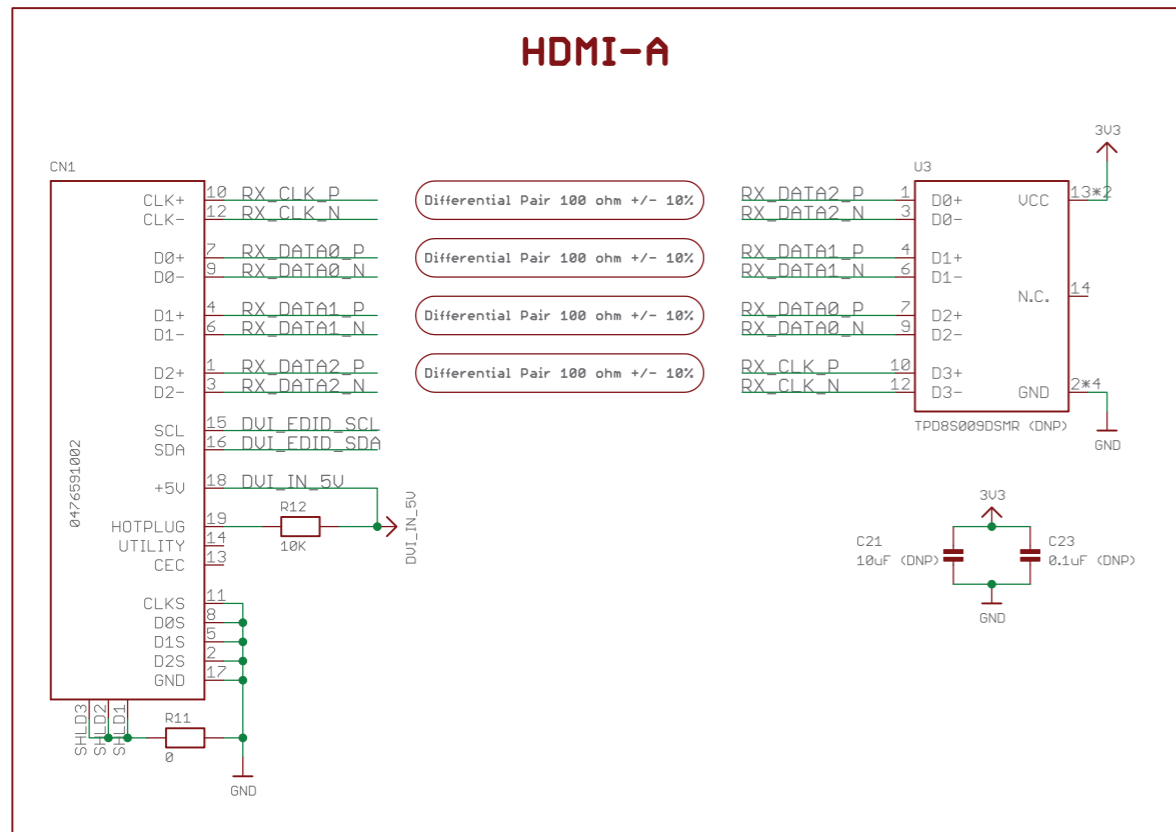 HDMI-A
CN1
CLK+ 10 RX_CLK_P
CLK- 12 RX_CLK_N
D0+ 7 RX_DATA0_P
D0- 9 RX_DATA0_N
D1+ 4 RX_DATA1_P
D1- 6 RX_DATA1_N
D2+ 1 RX_DATA2_P
D2- 3 RX_DATA2_N
SCL 15 DVI_EDID_SCL
SDA 16 DVI_EDID_SDA
+5V 18 DVI_IN_5V
HOTPLUG 19
UTILITY 14
CEC 13
CLKS 11
D0S 8
D1S 5
D2S 2
GND 17
0476591002
R12
10K
DVI_IN_5V
SHLD3
SHLD2
SHLD1
R11
0
GND
Differential Pair 100 ohm +/- 10%
Differential Pair 100 ohm +/- 10%
Differential Pair 100 ohm +/- 10%
Differential Pair 100 ohm +/- 10%
3V3
U3
RX_DATA2_P 1 D0+ VCC 13*2
RX_DATA2_N 3 D0-
RX_DATA1_P 4 D1+
RX_DATA1_N 6 D1-
N.C. 14
RX_DATA0_P 7 D2+
RX_DATA0_N 9 D2-
RX_CLK_P 10 D3+
RX_CLK_N 12 D3- GND 2*4
TPD8S009DSMR (DNP)
GND
3V3
C21
10uF (DNP)
C23
0.1uF (DNP)
GND